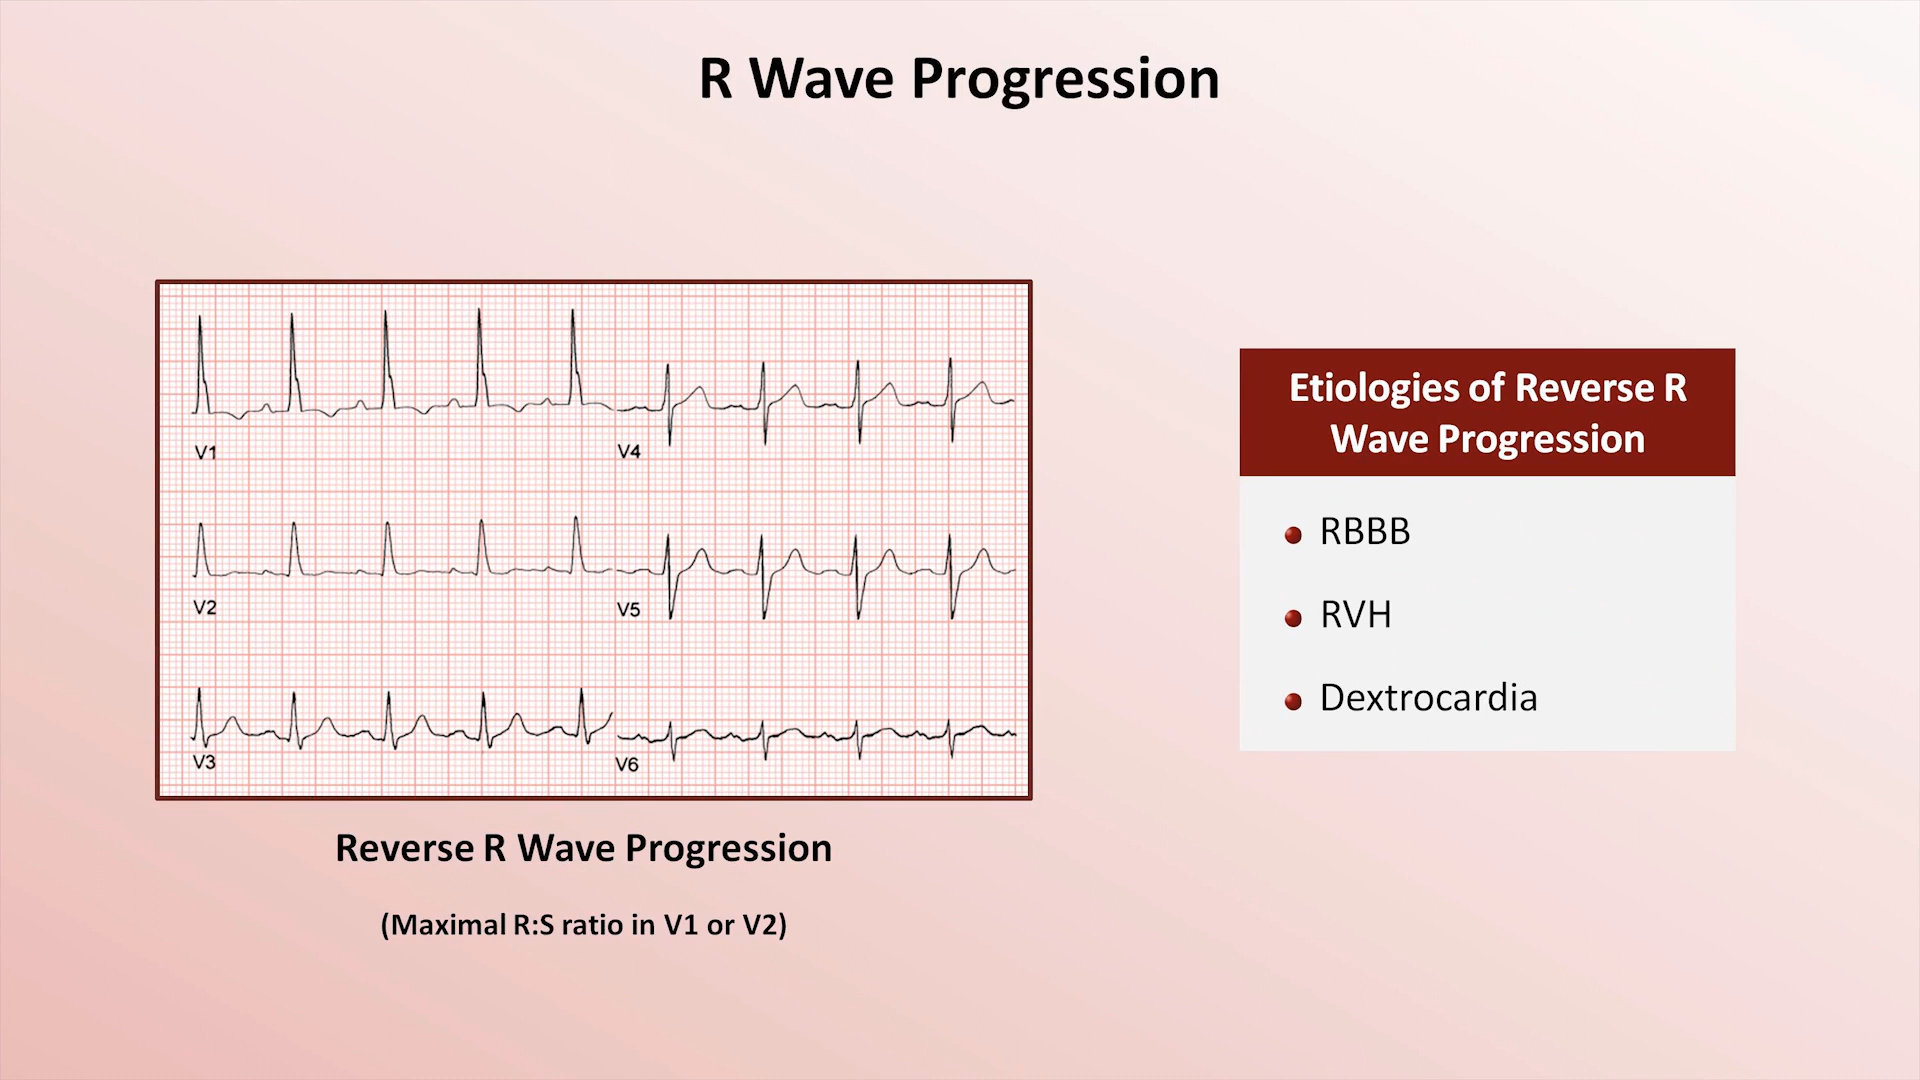 R Wave Progression
V1
V4
V2
V5
V3
V6
Reverse R Wave Progression
(Maximal R:S ratio in V1 or V2)
Etiologies of Reverse R
Wave Progression
RBBB
RVH
Dextrocardia